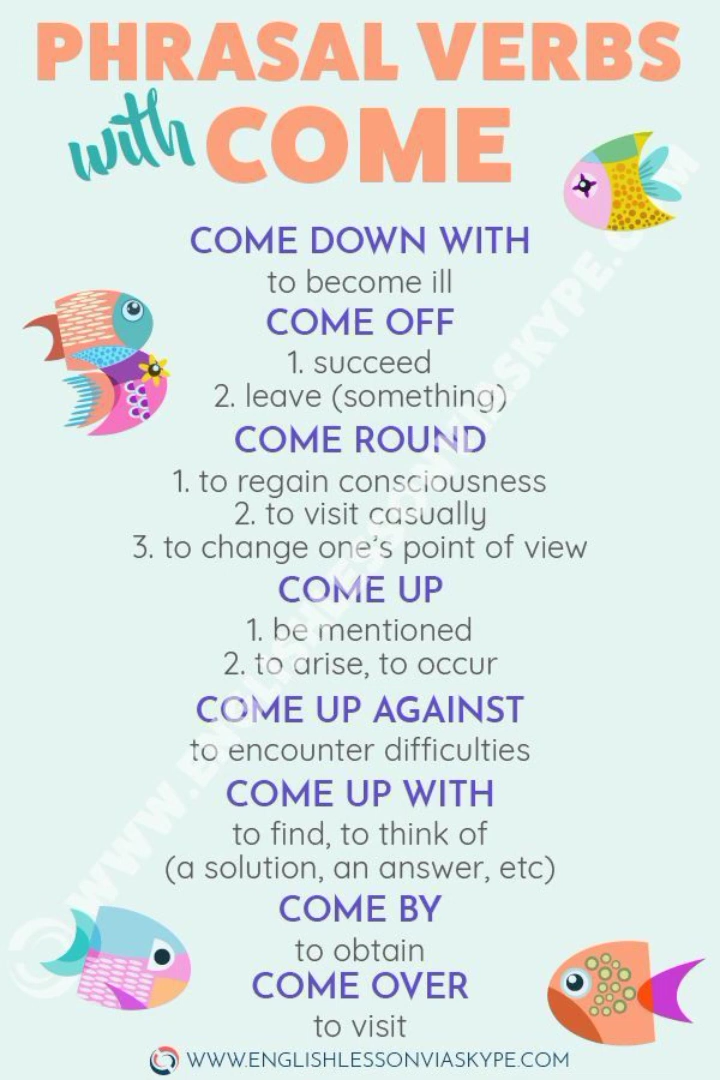 PHRASAL VERBS
with COME
COME DOWN WITH
to become ill
COME OFF
1. succeed
2. leave (something)
COME ROUND
1. to regain consciousness
2. to visit casually
3. to change one's point of view
COME UP
1. be mentioned
2. to arise, to occur
COME UP AGAINST
to encounter difficulties
COME UP WITH
to find, to think of
(a solution, an answer, etc)
COME BY
to obtain
COME OVER
to visit
WWW.ENGLISHLESSONVIASKYPE.COM
WWW.ENGLISHLESSONVIASKYPE.COM